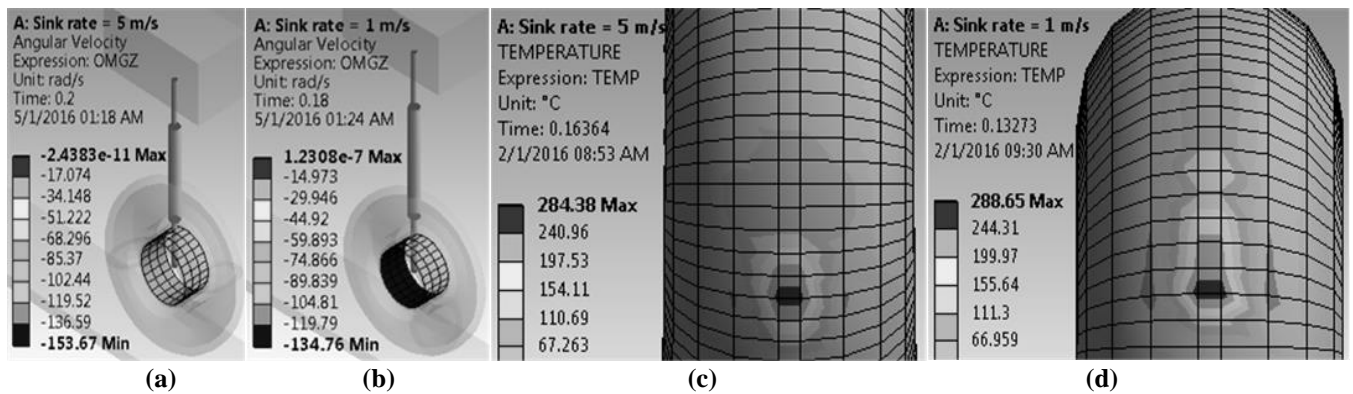 A: Sink rate = 5 m/s
Angular Velocity
Expression: OMGZ
Unit: rad/s
Time: 0.2
5/1/2016 01:18 AM
-2.4383e-11 Max
-17.074
-34.148
-51.222
-68.296
-85.37
-102.44
-119.52
-136.59
-153.67 Min
(a)
A: Sink rate = 1 m/s
Angular Velocity
Expression: OMGZ
Unit: rad/s
Time: 0.18
5/1/2016 01:24 AM
1.2308e-7 Max
-14.973
-29.946
-44.92
-59.893
-74.866
-89.839
-104.81
-119.79
-134.76 Min
(b)
A: Sink rate = 5 m/s
TEMPERATURE
Expression: TEMP
Unit: °C
Time: 0.16364
2/1/2016 08:53 AM
284.38 Max
240.96
197.53
154.11
110.69
67.263
(c)
A: Sink rate = 1 m/s
TEMPERATURE
Expression: TEMP
Unit: °C
Time: 0.13273
2/1/2016 09:30 AM
288.65 Max
244.31
199.97
155.64
111.3
66.959
(d)